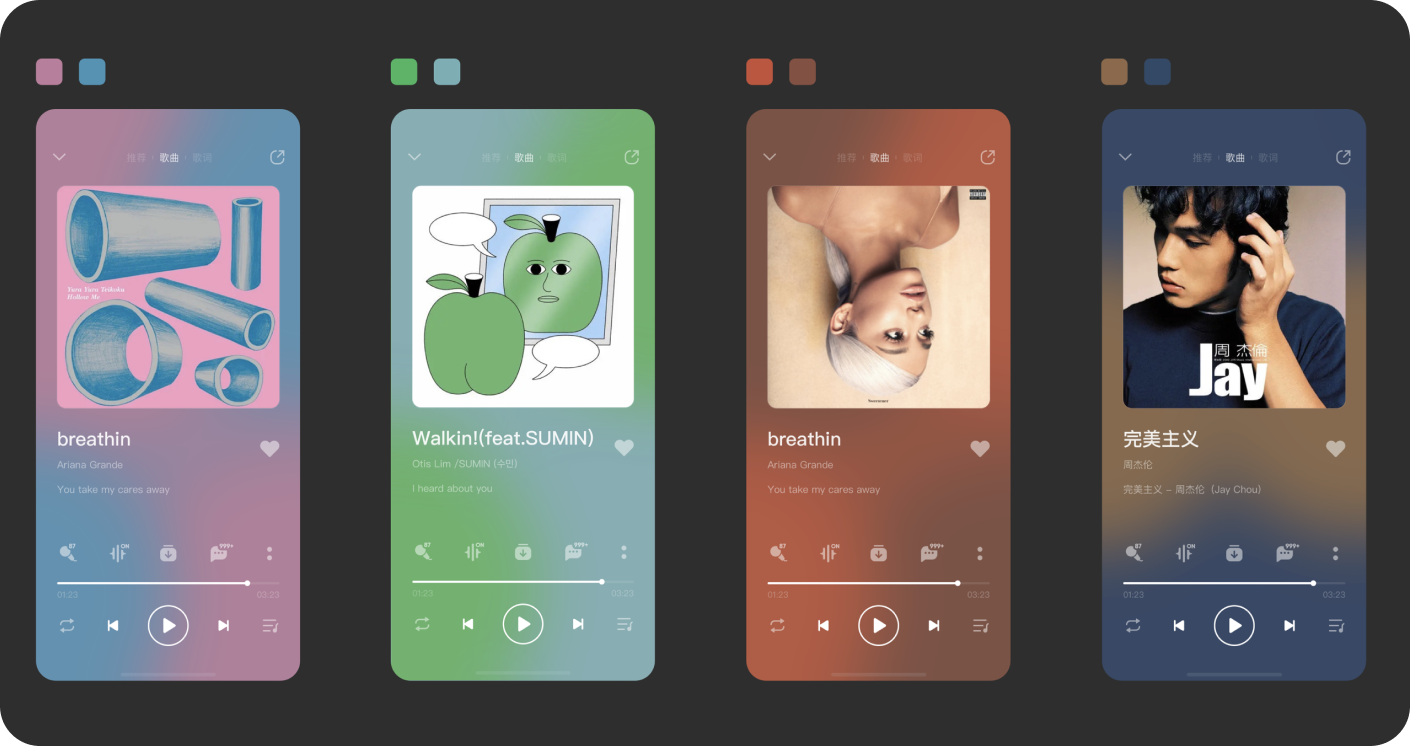 推荐 · 歌曲 · 歌词
Yura Yura Teikoku
Hollow Me
breathin
Ariana Grande
You take my cares away
87
ON
999+
01:23
03:23
推荐 · 歌曲 · 歌词
Walkin!(feat.SUMIN)
Otis Lim /SUMIN (수민)
I heard about you
87
ON
999+
01:23
03:23
推荐 · 歌曲 · 歌词
breathin
Ariana Grande
You take my cares away
87
ON
999+
01:23
03:23
推荐 · 歌曲 · 歌词
周 杰倫
Jay
完美主义
周杰伦
完美主义 – 周杰伦（Jay Chou）
87
ON
999+
01:23
03:23